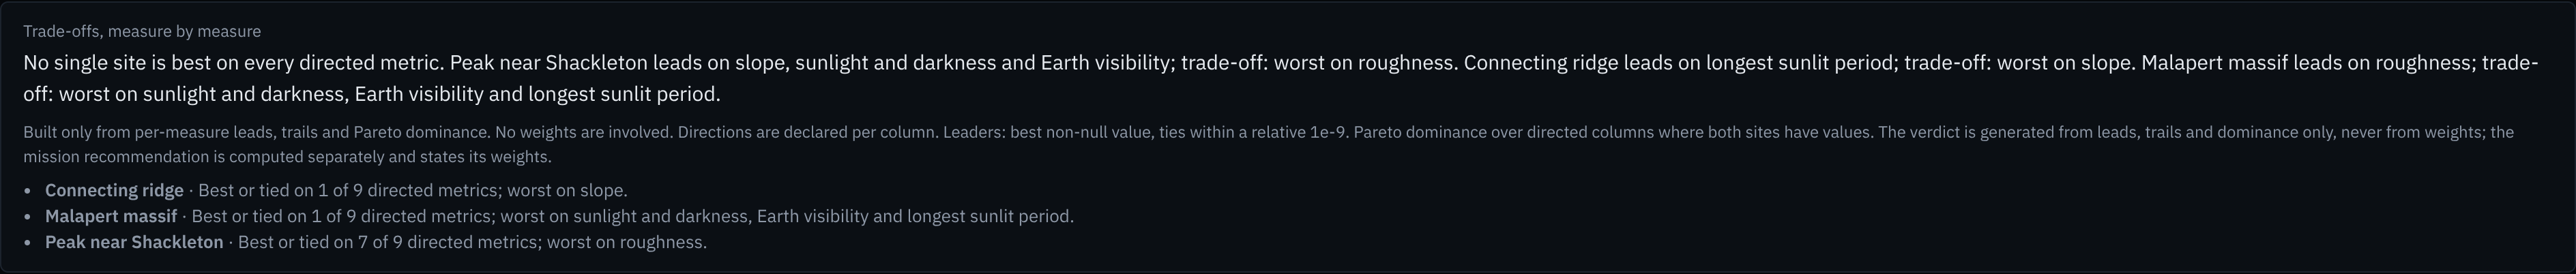 Trade-offs, measure by measure
No single site is best on every directed metric. Peak near Shackleton leads on slope, sunlight and darkness and Earth visibility; trade-off: worst on roughness. Connecting ridge leads on longest sunlit period; trade-off: worst on slope. Malapert massif leads on roughness; trade-
off: worst on sunlight and darkness, Earth visibility and longest sunlit period.
Built only from per-measure leads, trails and Pareto dominance. No weights are involved. Directions are declared per column. Leaders: best non-null value, ties within a relative 1e-9. Pareto dominance over directed columns where both sites have values. The verdict is generated from leads, trails and dominance only, never from weights; the
mission recommendation is computed separately and states its weights.
• Connecting ridge · Best or tied on 1 of 9 directed metrics; worst on slope.
• Malapert massif · Best or tied on 1 of 9 directed metrics; worst on sunlight and darkness, Earth visibility and longest sunlit period.
• Peak near Shackleton · Best or tied on 7 of 9 directed metrics; worst on roughness.